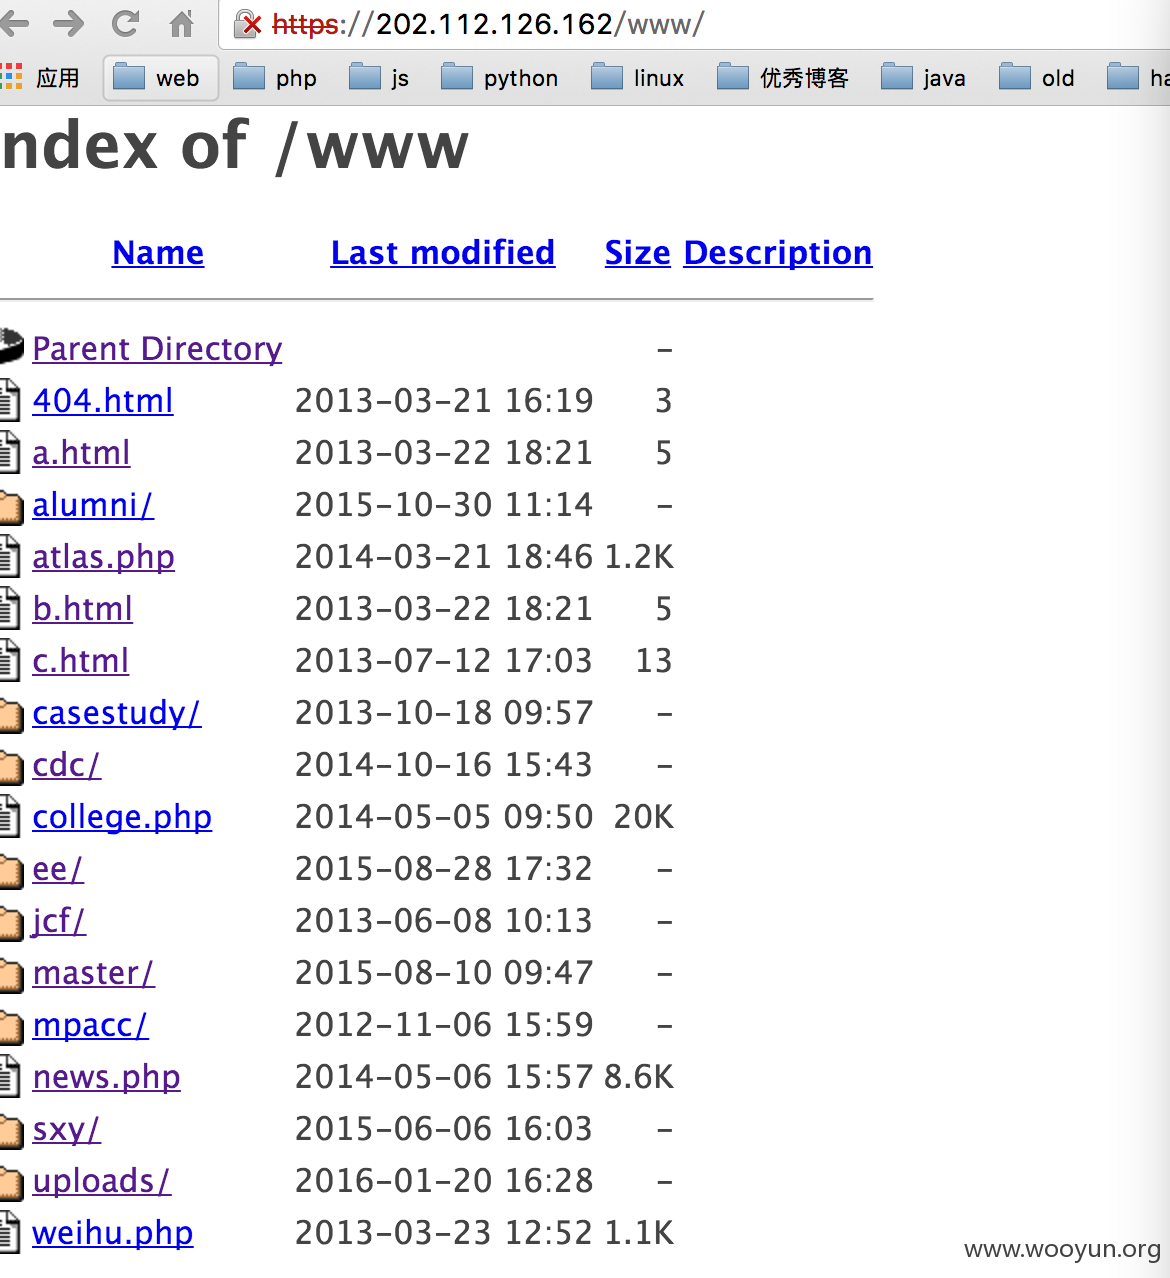 https://202.112.126.162/www/
应用 web php js python linux 优秀博客 java old ha
ndex of /www
Name Last modified Size Description
Parent Directory -
404.html 2013-03-21 16:19 3
a.html 2013-03-22 18:21 5
alumni/ 2015-10-30 11:14 -
atlas.php 2014-03-21 18:46 1.2K
b.html 2013-03-22 18:21 5
c.html 2013-07-12 17:03 13
casestudy/ 2013-10-18 09:57 -
cdc/ 2014-10-16 15:43 -
college.php 2014-05-05 09:50 20K
ee/ 2015-08-28 17:32 -
jcf/ 2013-06-08 10:13 -
master/ 2015-08-10 09:47 -
mpacc/ 2012-11-06 15:59 -
news.php 2014-05-06 15:57 8.6K
sxy/ 2015-06-06 16:03 -
uploads/ 2016-01-20 16:28 -
weihu.php 2013-03-23 12:52 1.1K
www.wooyun.org